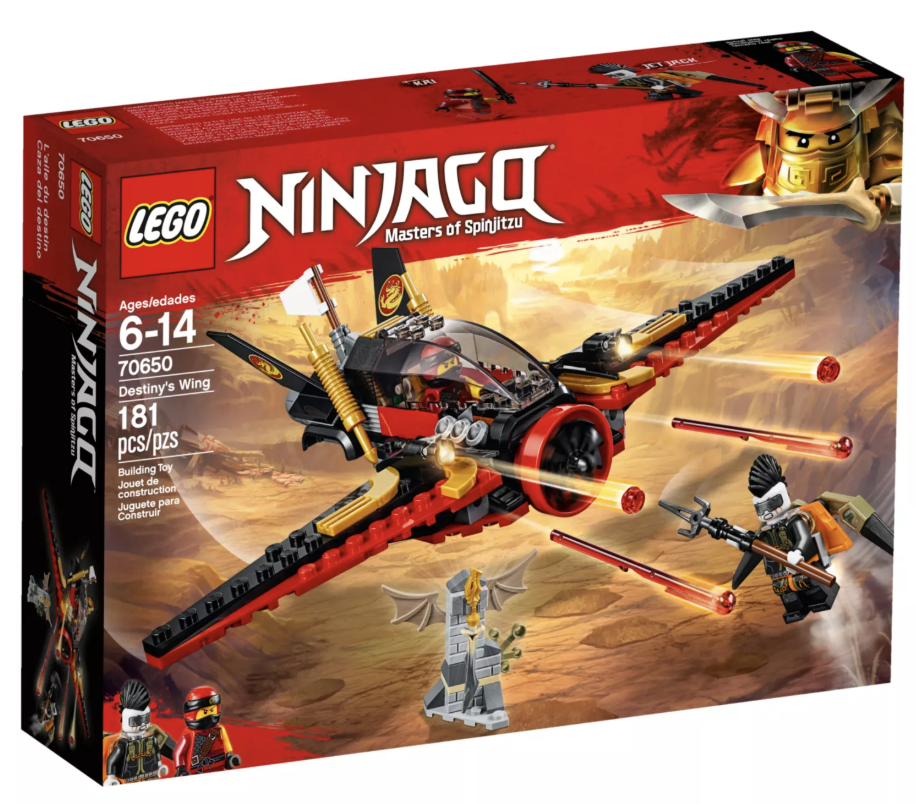 LEGO
70650
KAI
JET JACK
70650
L'aile du destin
Caza del destino
LEGO
NINJAGO
Masters of Spinjitzu
LEGO
NINJAGO
Masters of Spinjitzu
Ages/edades
6-14
70650
Destiny's Wing
181
pcs/pzs
Building Toy
Jouet de
construction
Juguete para
Construir